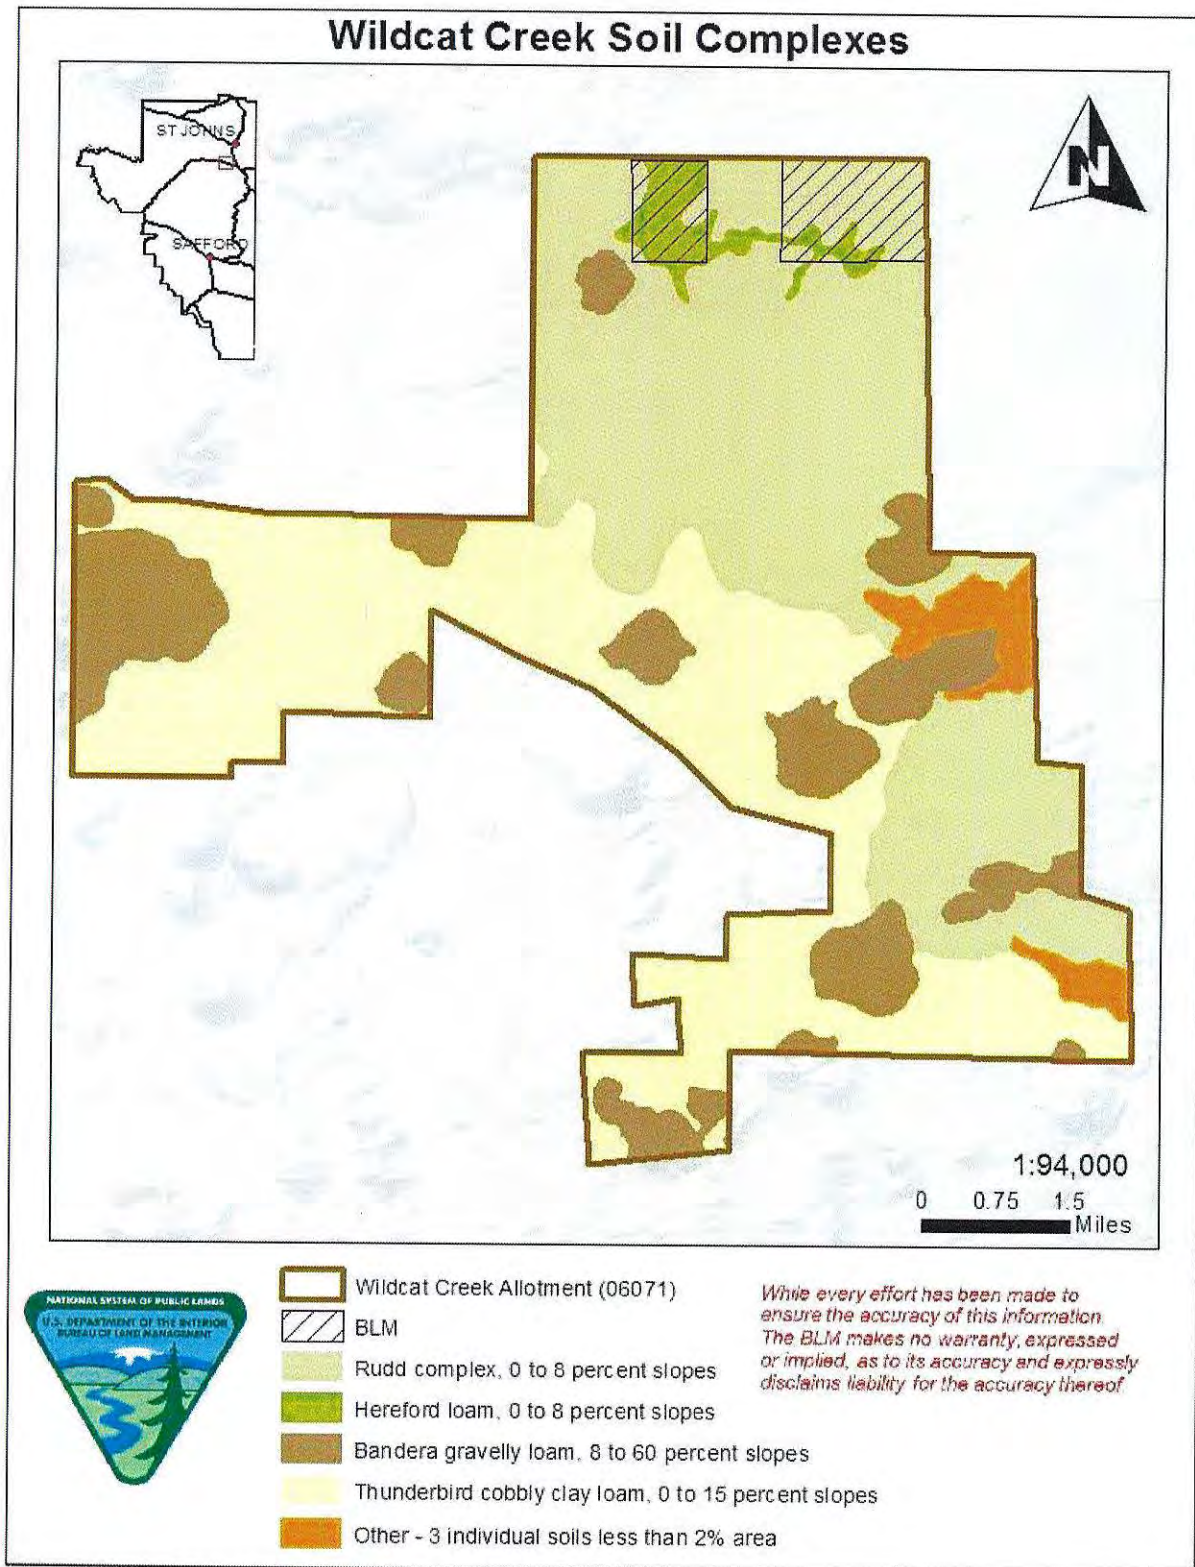 Wildcat Creek Soil Complexes
ST JOHNS
SAFFORD
N
1:94,000
0 0.75 1.5
Miles
NATIONAL SYSTEM OF PUBLIC LANDS
U.S. DEPARTMENT OF THE INTERIOR
BUREAU OF LAND MANAGEMENT
Wildcat Creek Allotment (06071)
BLM
Rudd complex, 0 to 8 percent slopes
Hereford loam, 0 to 8 percent slopes
Bandera gravelly loam, 8 to 60 percent slopes
Thunderbird cobbly clay loam, 0 to 15 percent slopes
Other - 3 individual soils less than 2% area
While every effort has been made to
ensure the accuracy of this information
The BLM makes no warranty, expressed
or implied, as to its accuracy and expressly
disclaims liability for the accuracy thereof